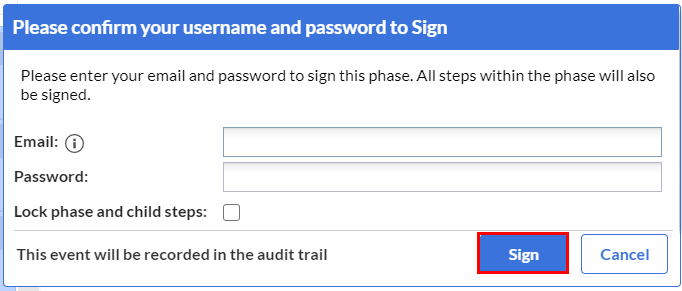 Please confirm your username and password to Sign
Please enter your email and password to sign this phase. All steps within the phase will also
be signed.
Email:
Password:
Lock phase and child steps:
This event will be recorded in the audit trail
Sign
Cancel